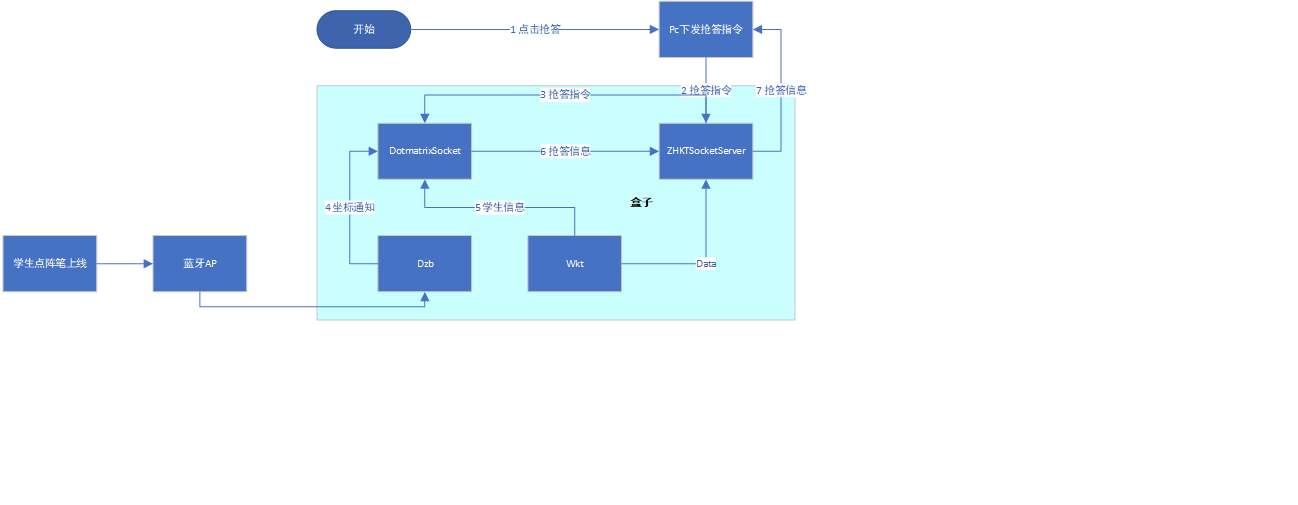 开始
1 点击抢答
Pc下发抢答指令
2 抢答指令
7 抢答信息
3 抢答指令
DotmatrixSocket
6 抢答信息
ZHKTSocketServer
盒子
4 坐标通知
5 学生信息
学生点阵笔上线
蓝牙AP
Dzb
Wkt
Data